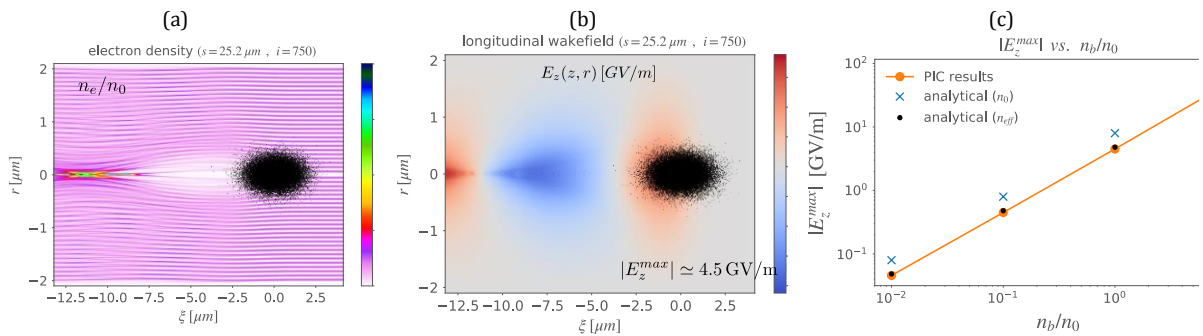 (a)
electron density (s = 25.2 μm , i = 750)
n_e/n_0
2
1
0
−1
−2
r [μm]
−12.5 −10.0 −7.5 −5.0 −2.5 0.0 2.5
ξ [μm]
(b)
longitudinal wakefield (s = 25.2 μm , i = 750)
E_z(z, r) [GV/m]
2
1
0
−1
−2
r [μm]
|E_z^{max}| ≃ 4.5 GV/m
−12.5 −10.0 −7.5 −5.0 −2.5 0.0 2.5
ξ [μm]
(c)
|E_z^{max}| vs. n_b/n_0
PIC results
analytical (n_0)
analytical (n_{eff})
10^2
10^1
10^0
10^{−1}
|E_z^{max}| [GV/m]
10^{−2} 10^{−1} 10^0
n_b/n_0